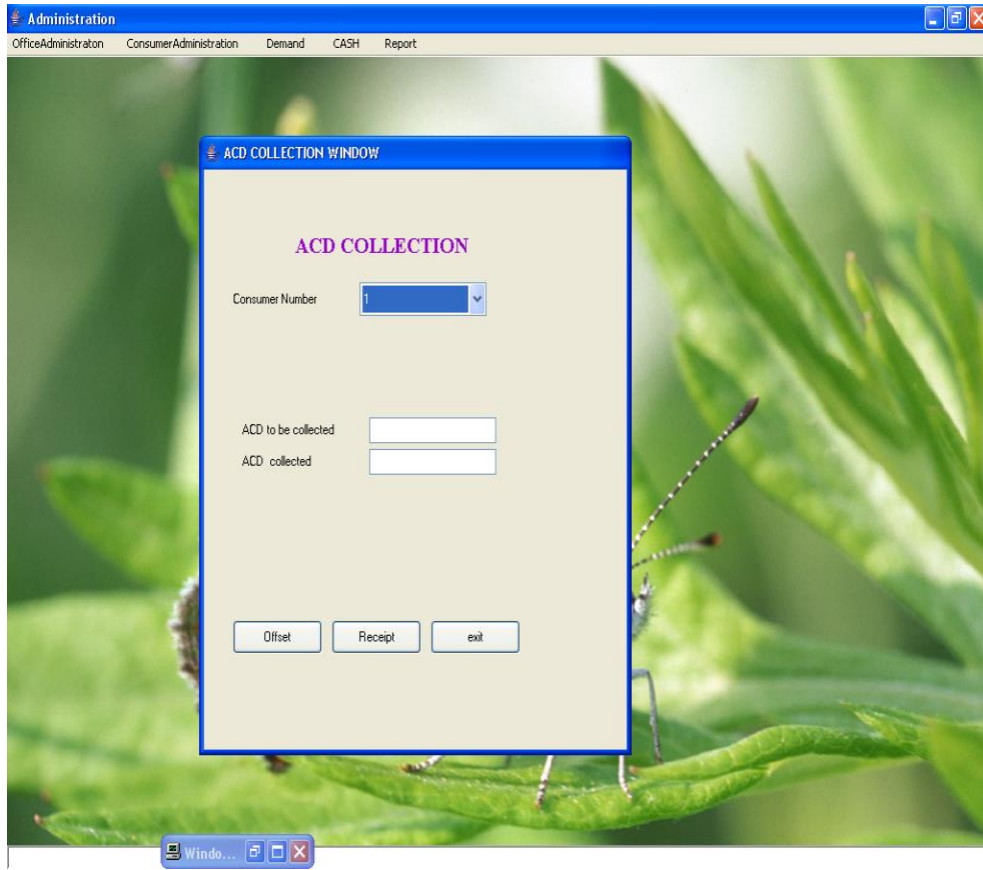 Administration
OfficeAdministraton ConsumerAdministration Demand CASH Report
ACD COLLECTION WINDOW
ACD COLLECTION
Consumer Number 1
ACD to be collected
ACD collected
Offset Receipt exit
Windo...